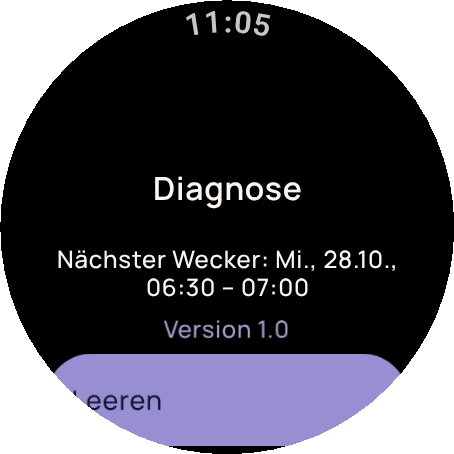 11:05
Diagnose
Nächster Wecker: Mi., 28.10.,
06:30 – 07:00
Version 1.0
Leeren